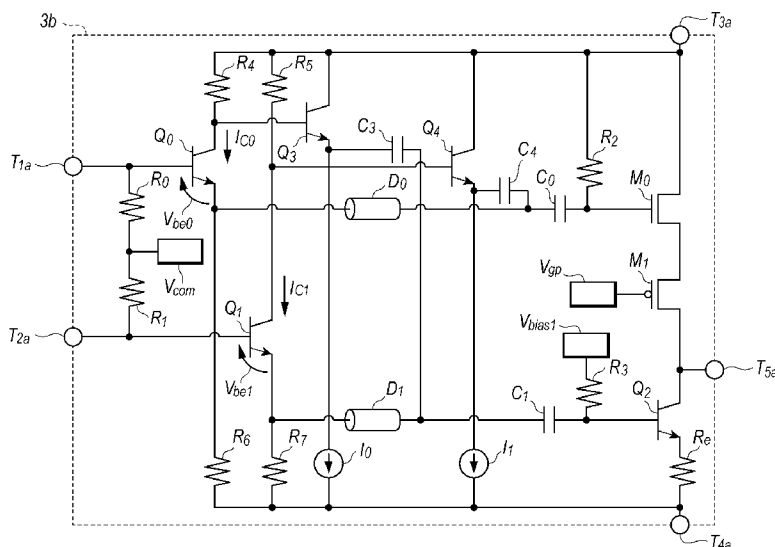 3b
T3a
R4
R5
Q0
IC0
Q3
C3
Q4
C4
C0
R2
T1a
R0
Vbe0
D0
M0
Vcom
M1
Vgp
R1
Q1
IC1
Vbias1
T2a
Vbe1
D1
C1
R3
Q2
T5a
R6
R7
I0
I1
Re
T4a